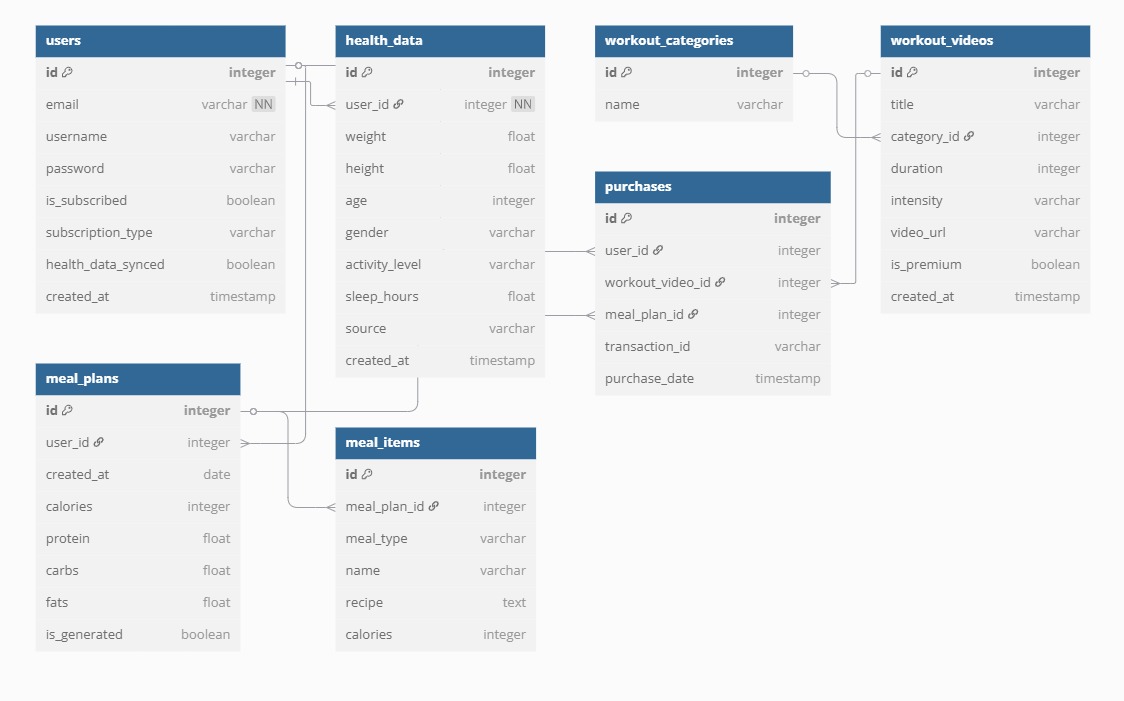 users
id integer
email varchar NN
username varchar
password varchar
is_subscribed boolean
subscription_type varchar
health_data_synced boolean
created_at timestamp
health_data
id integer
user_id integer NN
weight float
height float
age integer
gender varchar
activity_level varchar
sleep_hours float
source varchar
created_at timestamp
workout_categories
id integer
name varchar
workout_videos
id integer
title varchar
category_id integer
duration integer
intensity varchar
video_url varchar
is_premium boolean
created_at timestamp
purchases
id integer
user_id integer
workout_video_id integer
meal_plan_id integer
transaction_id varchar
purchase_date timestamp
meal_plans
id integer
user_id integer
created_at date
calories integer
protein float
carbs float
fats float
is_generated boolean
meal_items
id integer
meal_plan_id integer
meal_type varchar
name varchar
recipe text
calories integer